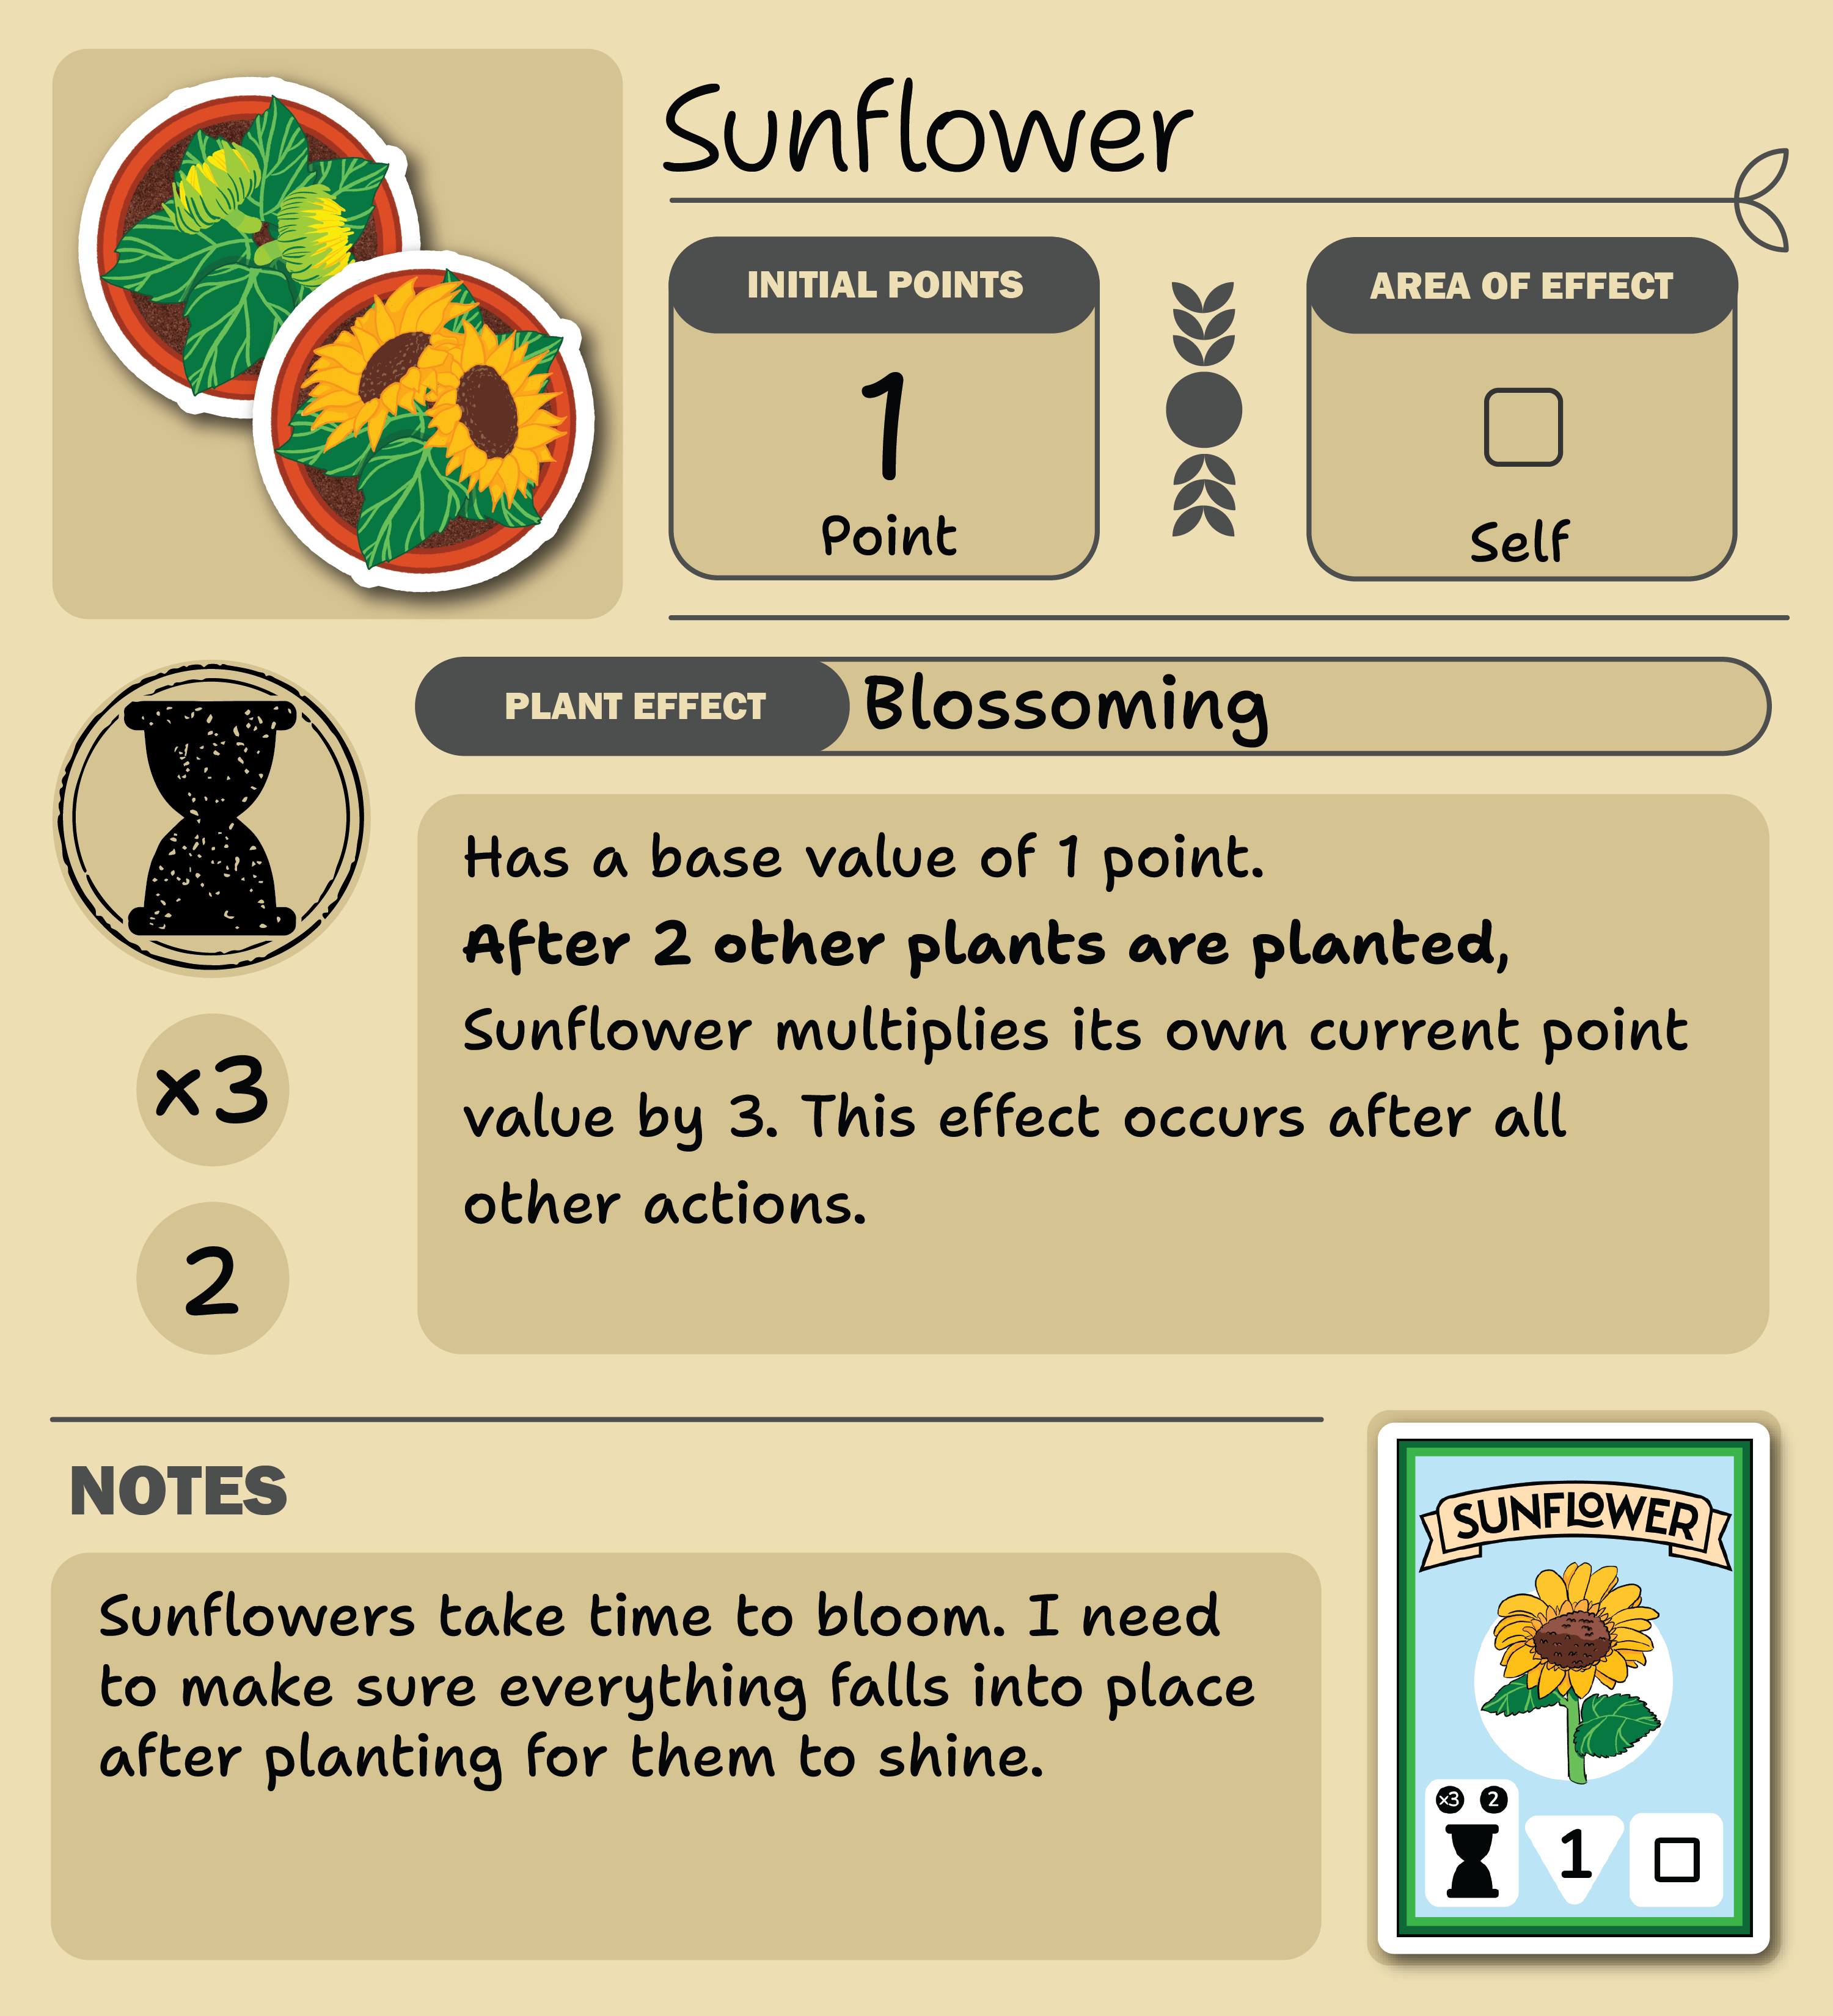 Sunflower
INITIAL POINTS
1
Point
AREA OF EFFECT
Self
PLANT EFFECT Blossoming
Has a base value of 1 point.
After 2 other plants are planted,
Sunflower multiplies its own current point
value by 3. This effect occurs after all
other actions.
×3
2
NOTES
Sunflowers take time to bloom. I need
to make sure everything falls into place
after planting for them to shine.
SUNFLOWER
×3 2
1